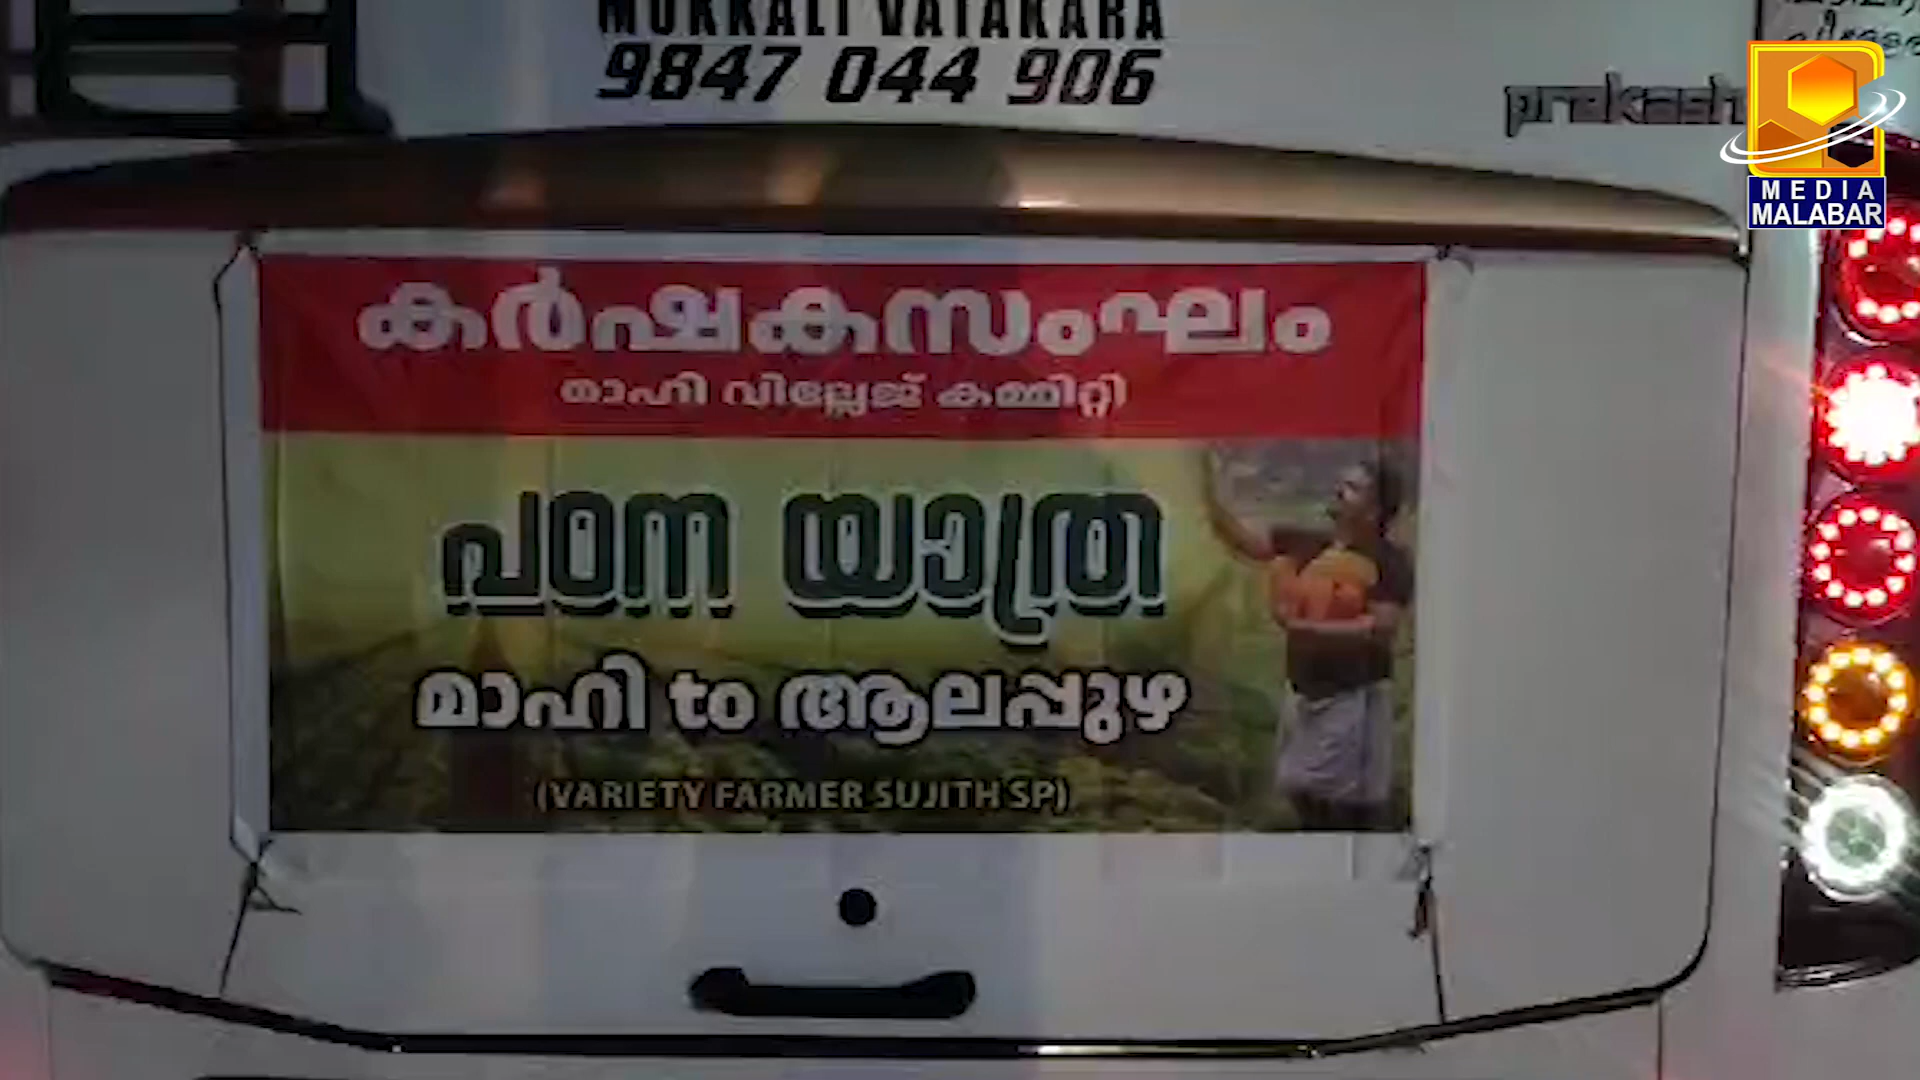 MUKKALI VATAKARA
9847 044 906
prakash
MEDIA
MALABAR
കർഷകസംഘം
മാഹി വില്ലേജ് കമ്മിറ്റി
പഠന യാത്ര
മാഹി to ആലപ്പുഴ
(VARIETY FARMER SUJITH SP)